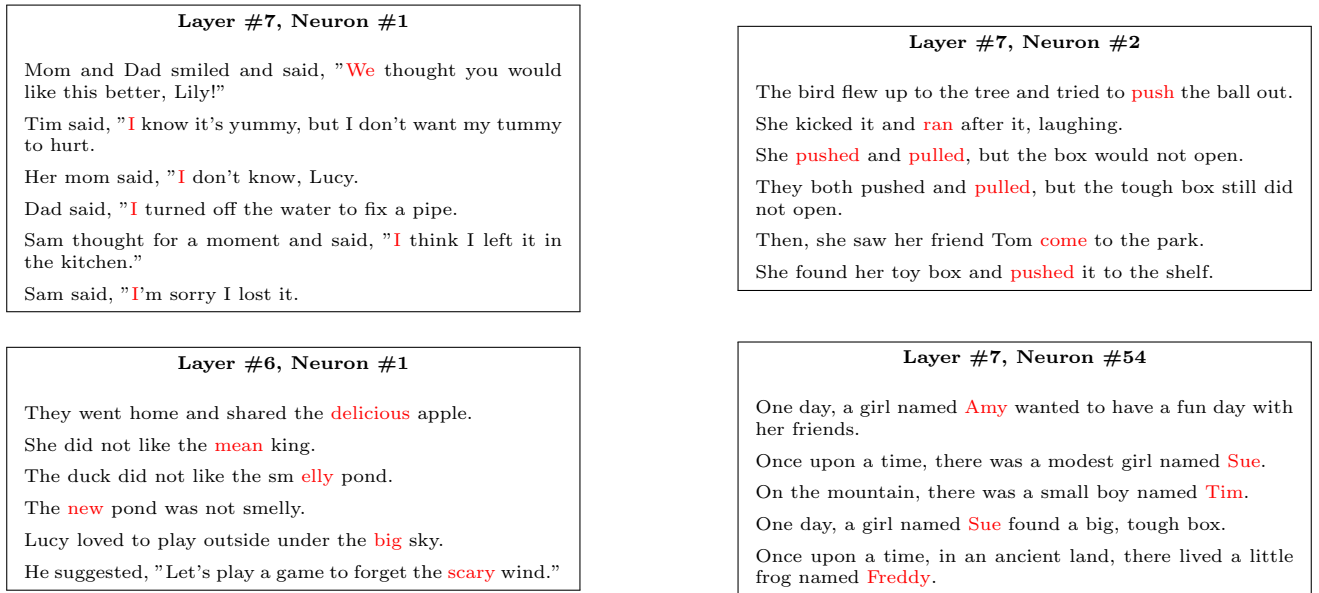 Layer #7, Neuron #1
Mom and Dad smiled and said, ”We thought you would
like this better, Lily!”
Tim said, ”I know it's yummy, but I don't want my tummy
to hurt.
Her mom said, ”I don't know, Lucy.
Dad said, ”I turned off the water to fix a pipe.
Sam thought for a moment and said, ”I think I left it in
the kitchen.”
Sam said, ”I'm sorry I lost it.
Layer #7, Neuron #2
The bird flew up to the tree and tried to push the ball out.
She kicked it and ran after it, laughing.
She pushed and pulled, but the box would not open.
They both pushed and pulled, but the tough box still did
not open.
Then, she saw her friend Tom come to the park.
She found her toy box and pushed it to the shelf.
Layer #6, Neuron #1
They went home and shared the delicious apple.
She did not like the mean king.
The duck did not like the sm elly pond.
The new pond was not smelly.
Lucy loved to play outside under the big sky.
He suggested, ”Let's play a game to forget the scary wind.”
Layer #7, Neuron #54
One day, a girl named Amy wanted to have a fun day with
her friends.
Once upon a time, there was a modest girl named Sue.
On the mountain, there was a small boy named Tim.
One day, a girl named Sue found a big, tough box.
Once upon a time, in an ancient land, there lived a little
frog named Freddy.